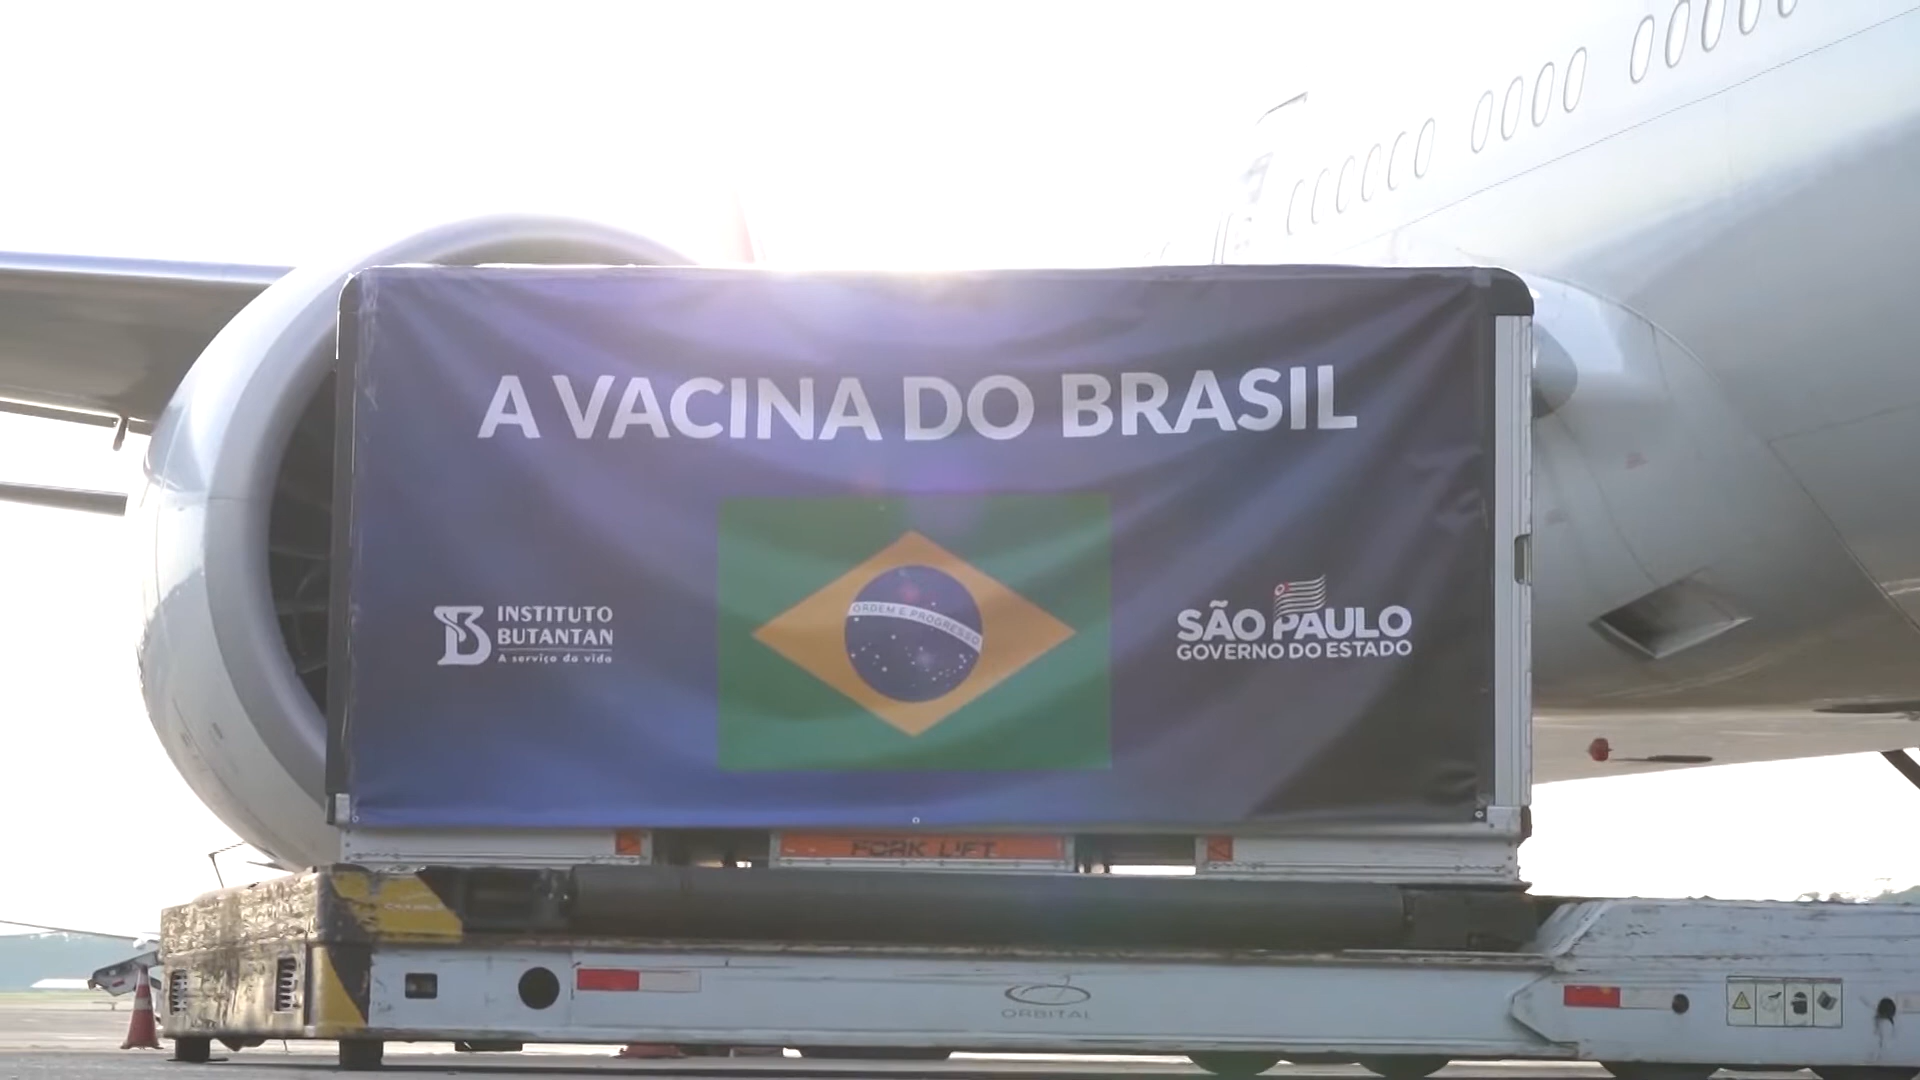 A VACINA DO BRASIL
INSTITUTO
BUTANTAN
A serviço da vida
ORDEM E PROGRESSO
SÃO PAULO
GOVERNO DO ESTADO
FORK LIFT
ORBITAL